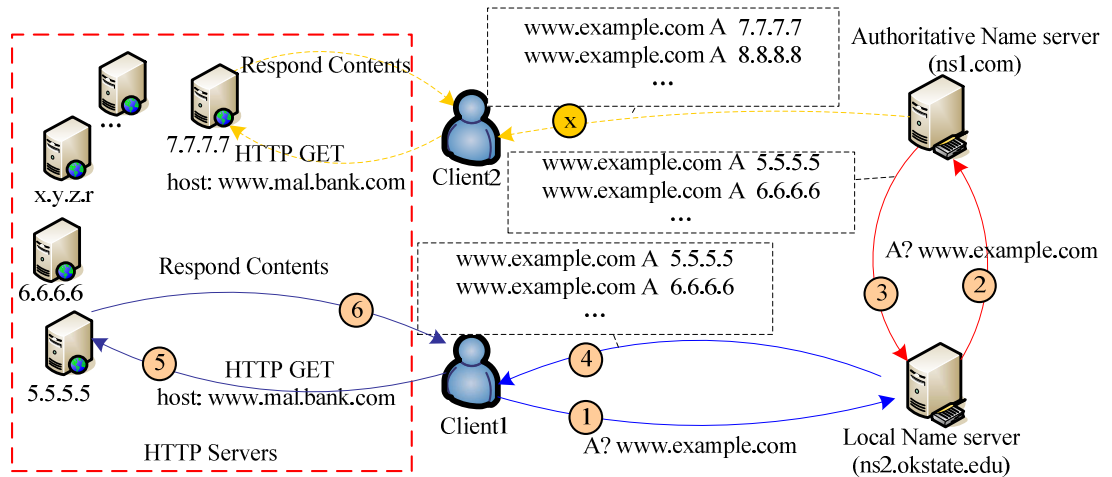 www.example.com A 7.7.7.7
www.example.com A 8.8.8.8
...
Authoritative Name server
(ns1.com)
Respond Contents
...
7.7.7.7
x
HTTP GET
host: www.mal.bank.com
Client2
x.y.z.r
www.example.com A 5.5.5.5
www.example.com A 6.6.6.6
...
A? www.example.com
6.6.6.6
Respond Contents
www.example.com A 5.5.5.5
www.example.com A 6.6.6.6
...
3
2
6
5
4
5.5.5.5
HTTP GET
host: www.mal.bank.com
Client1
1
A? www.example.com
Local Name server
(ns2.okstate.edu)
HTTP Servers